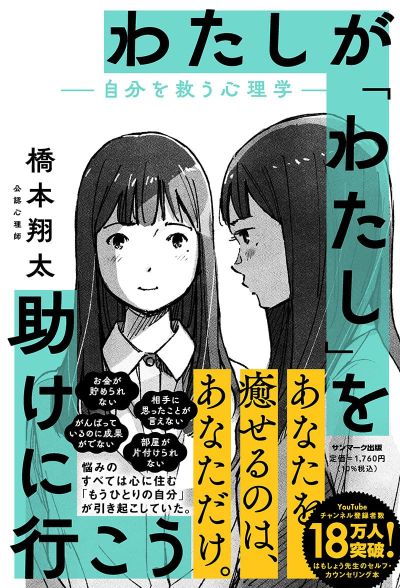 わたしが
「わたし」を
助けに
行こう
―自分を救う心理学―
橋本翔太
公認心理師
お金が
貯められ
ない
相手に
思ったことが
言えない
がんばって
いるのに成果
がでない
部屋が
片付けられ
ない
悩みの
すべては心に住む
「もうひとりの自分」
が引き起こしていた。
あなたを
癒せるのは、
あなただけ。
サンマーク出版
定価=1,760円
(10%税込)
YouTube
チャンネル登録者数
18万人
突破!
はもしょう先生のセルフ・
カウンセリング本